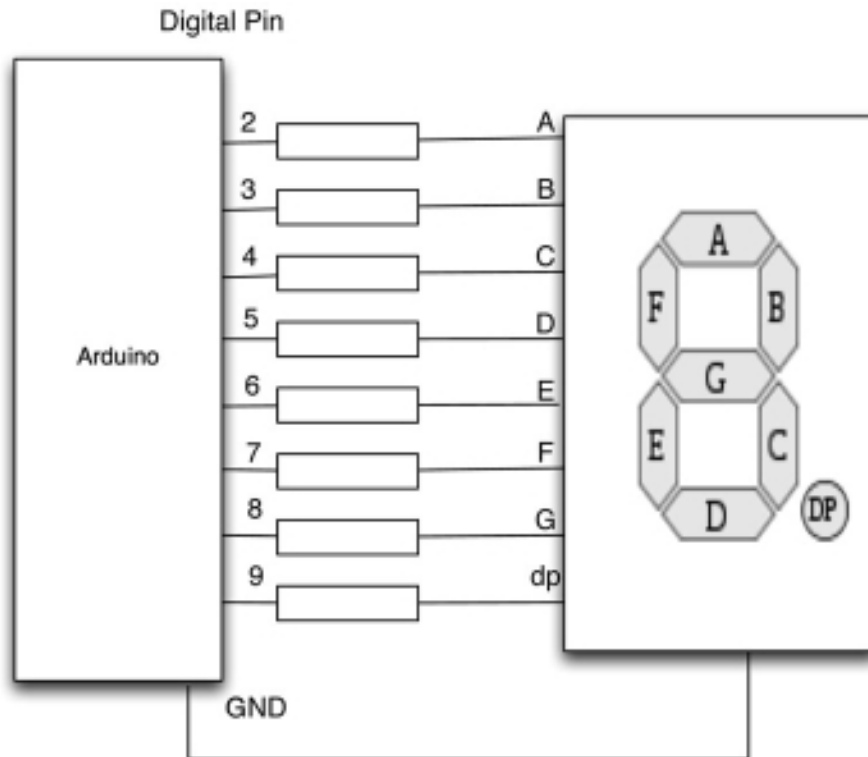 Digital Pin
2 A
3 B
4 C
5 D
6 E
7 F
8 G
9 dp
Arduino
GND
A
F B
G
E C
D DP